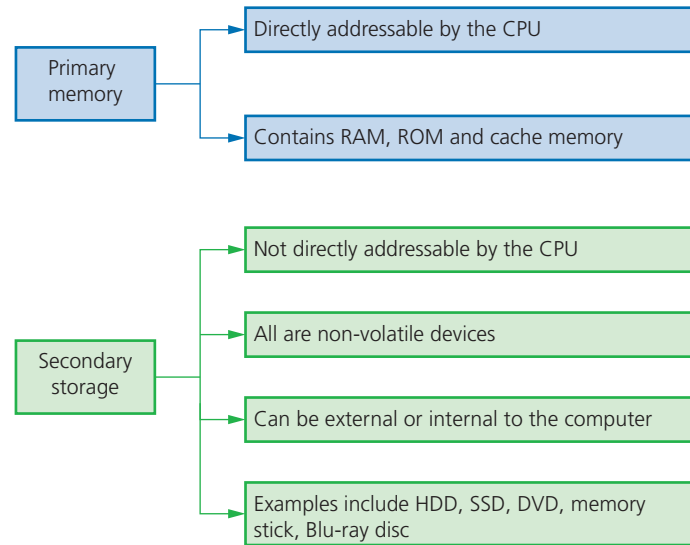 Primary
memory
Directly addressable by the CPU
Contains RAM, ROM and cache memory
Secondary
storage
Not directly addressable by the CPU
All are non-volatile devices
Can be external or internal to the computer
Examples include HDD, SSD, DVD, memory
stick, Blu-ray disc